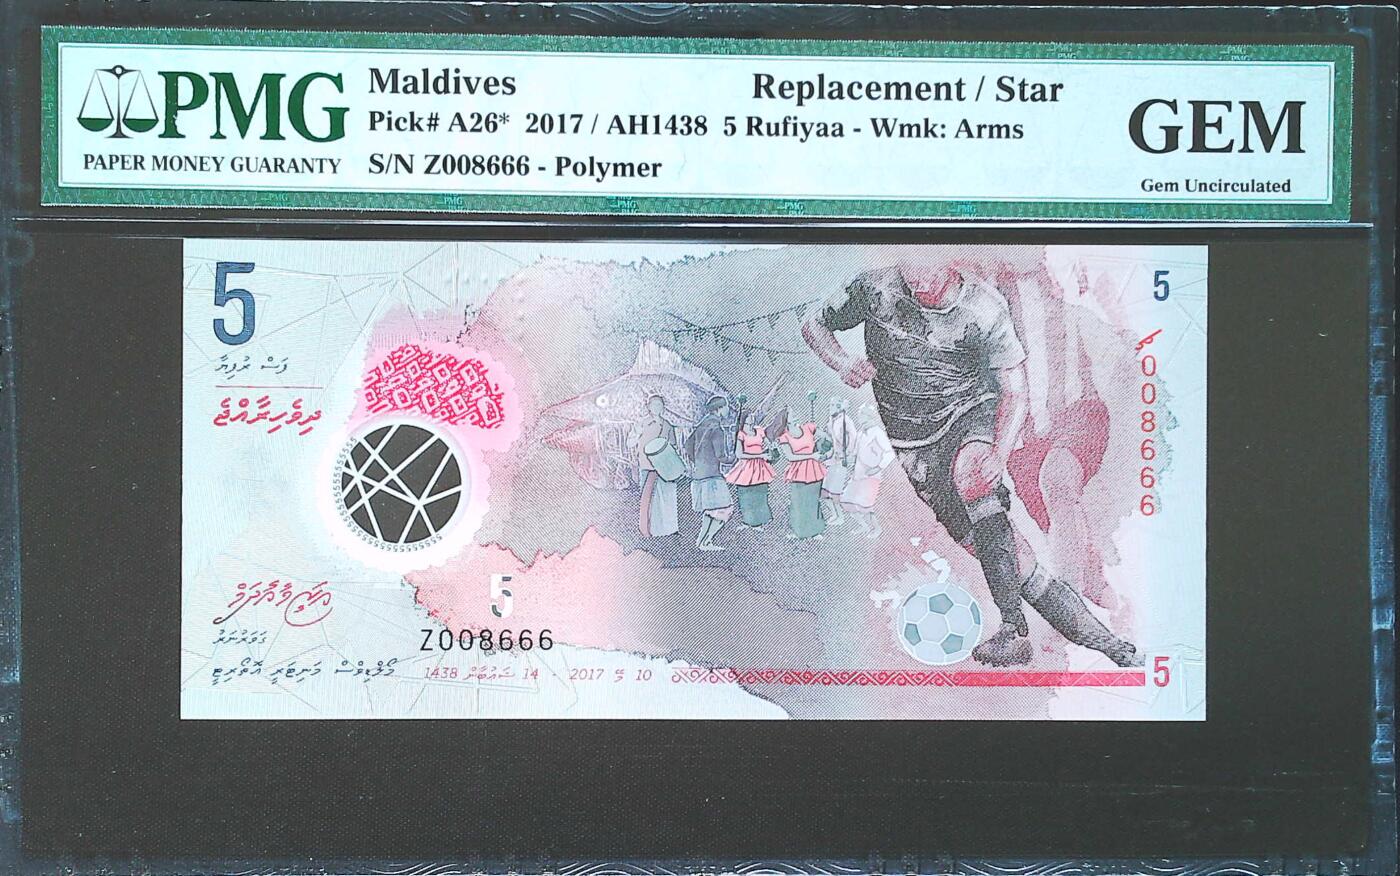 PMG
PAPER MONEY GUARANTY
Maldives Replacement / Star
Pick# A26* 2017 / AH1438 5 Rufiyaa - Wmk: Arms
S/N Z008666 - Polymer
GEM
Gem Uncirculated
5
5
ފަސް ރުފިޔާ
ދިވެހިރާއްޖެ
008666
5
Z008666
ގަވަރުނަރު
މޯލްޑިވްސް މަނިޓަރީ އޮތޯރިޓީ
10 މޭ 2017 - 14 ޝަޢުބާން 1438
5